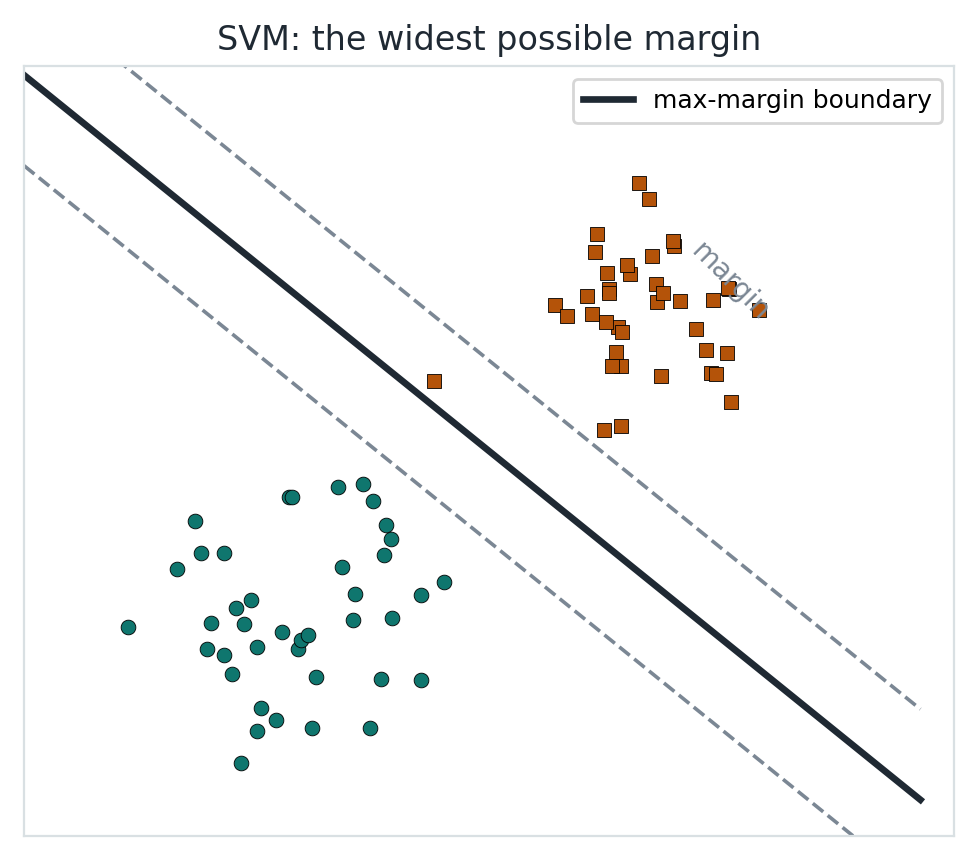 SVM: the widest possible margin
max-margin boundary
margin